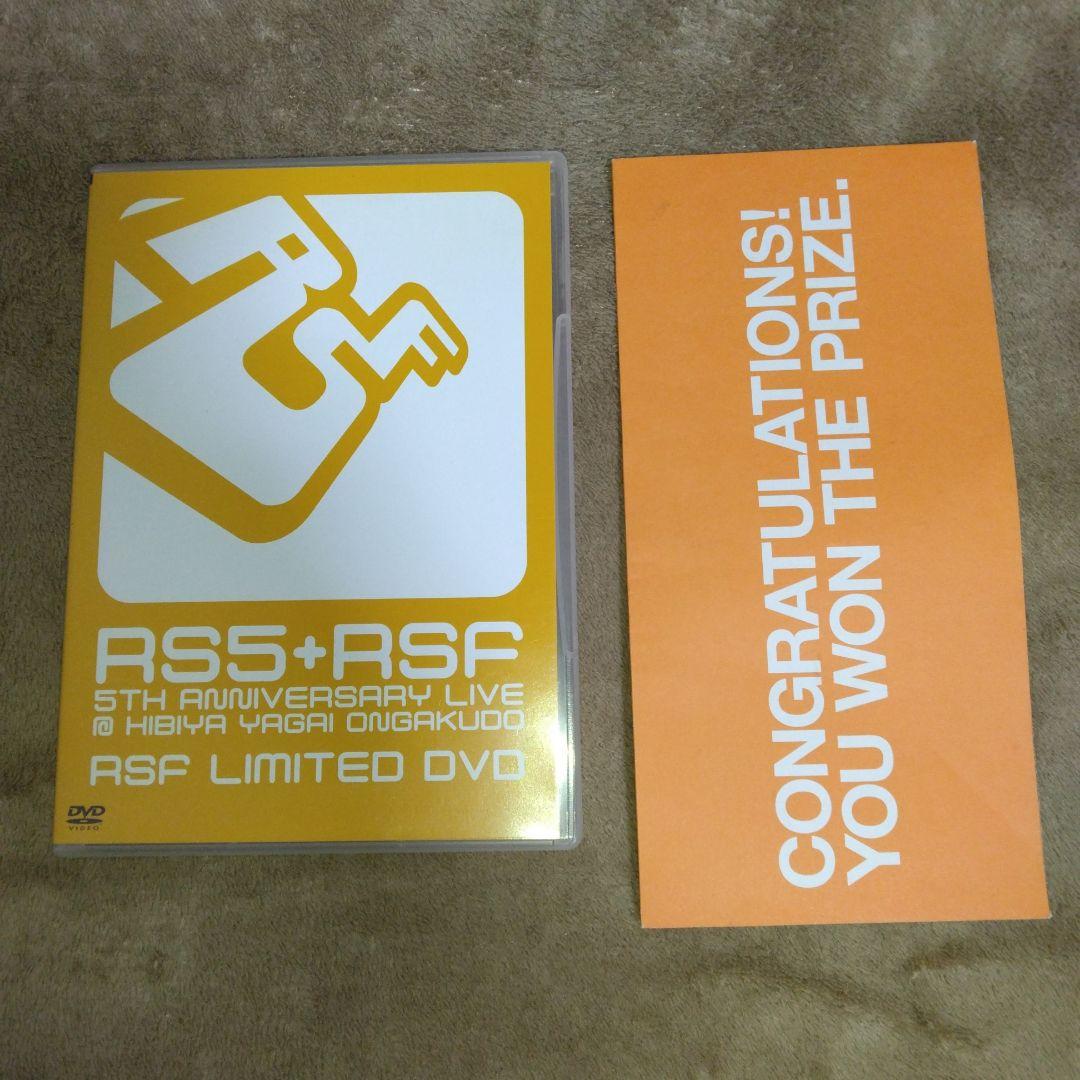 RS5+RSF
5TH ANNIVERSARY LIVE
@ HIBIYA YAGAI ONGAKUDO
RSF LIMITED DVD
DVD
VIDEO
CONGRATULATIONS!
YOU WON THE PRIZE.